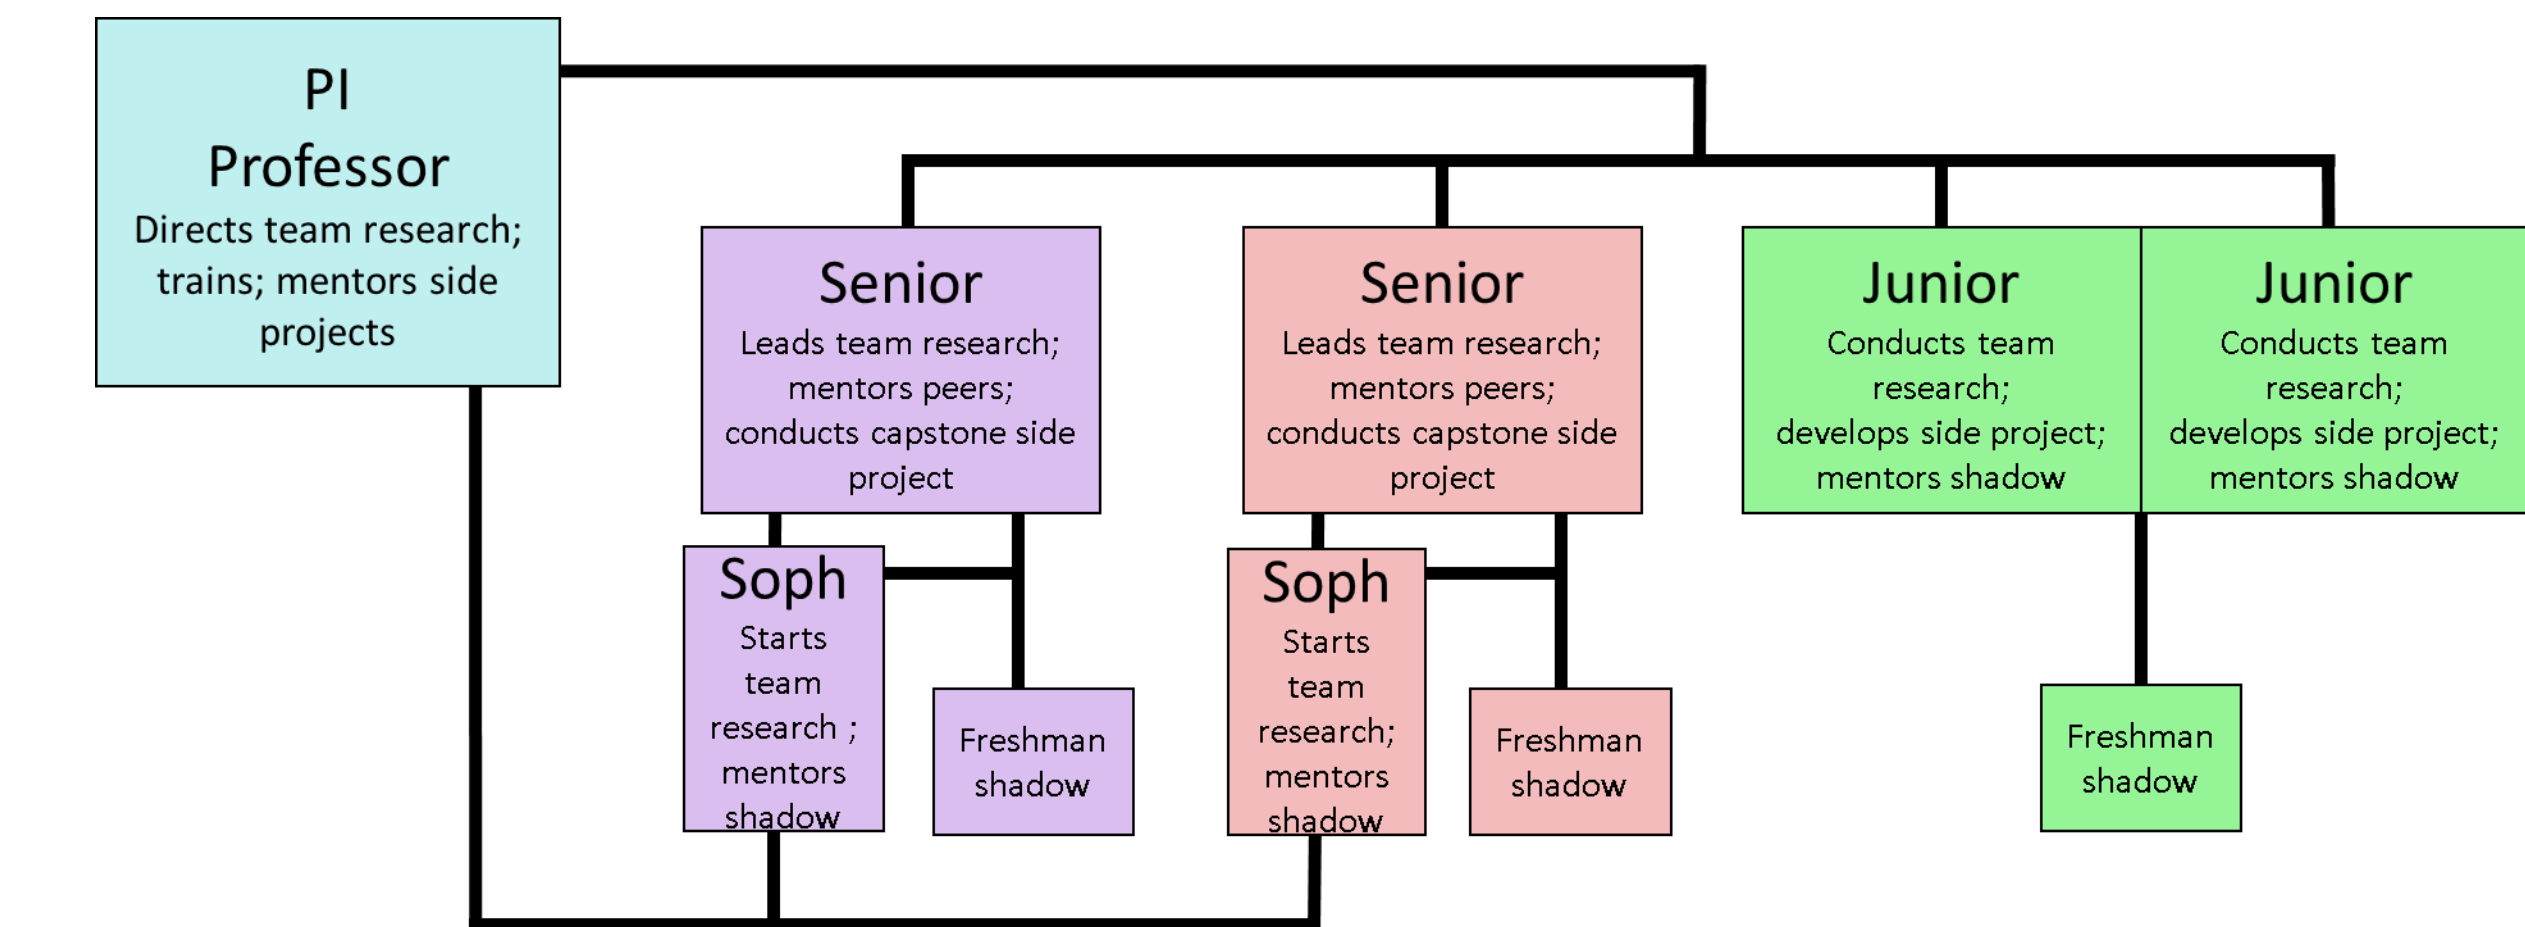 PI
Professor
Directs team research;
trains; mentors side
projects
Senior
Leads team research;
mentors peers;
conducts capstone side
project
Senior
Leads team research;
mentors peers;
conducts capstone side
project
Junior
Conducts team
research;
develops side project;
mentors shadow
Junior
Conducts team
research;
develops side project;
mentors shadow
Soph
Starts
team
research ;
mentors
shadow
Freshman
shadow
Soph
Starts
team
research;
mentors
shadow
Freshman
shadow
Freshman
shadow